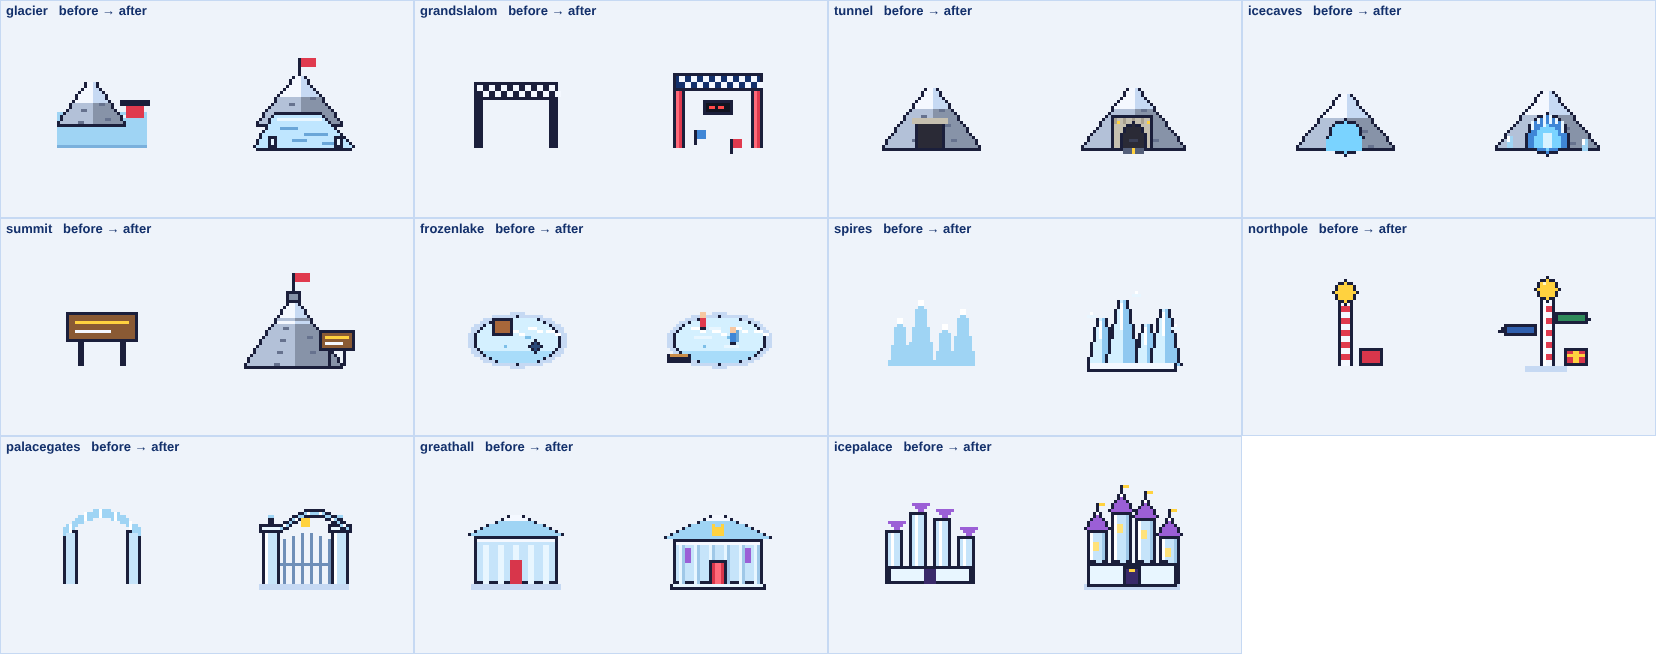 glacier before → after
grandslalom before → after
tunnel before → after
icecaves before → after
summit before → after
frozenlake before → after
spires before → after
northpole before → after
palacegates before → after
greathall before → after
icepalace before → after